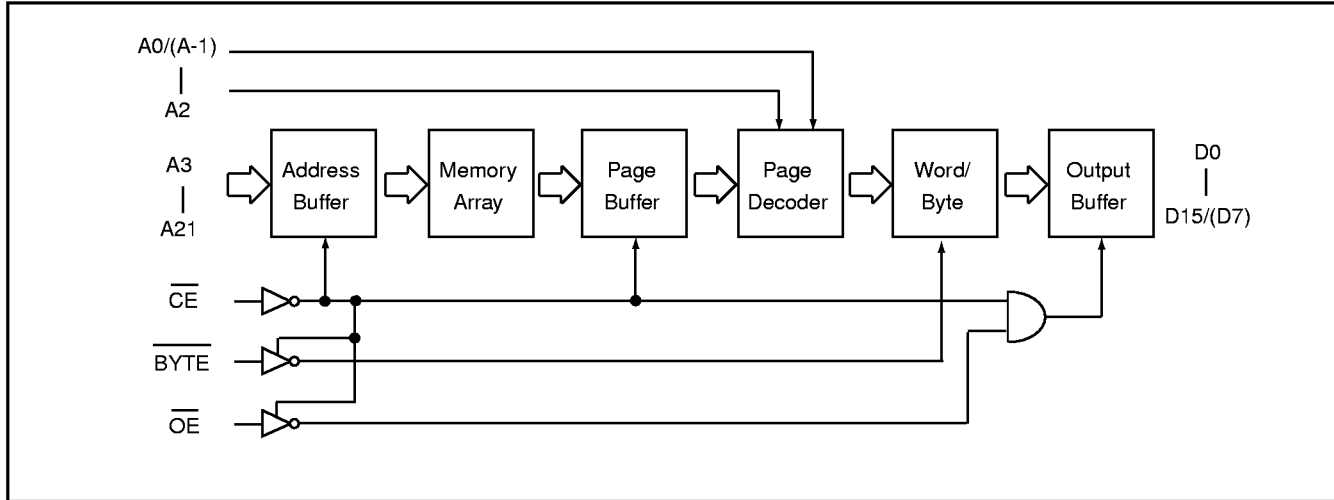 A0/(A-1)
A2
A3
A21
Address
Buffer
Memory
Array
Page
Buffer
Page
Decoder
Word/
Byte
Output
Buffer
D0
D15/(D7)
CE
BYTE
OE